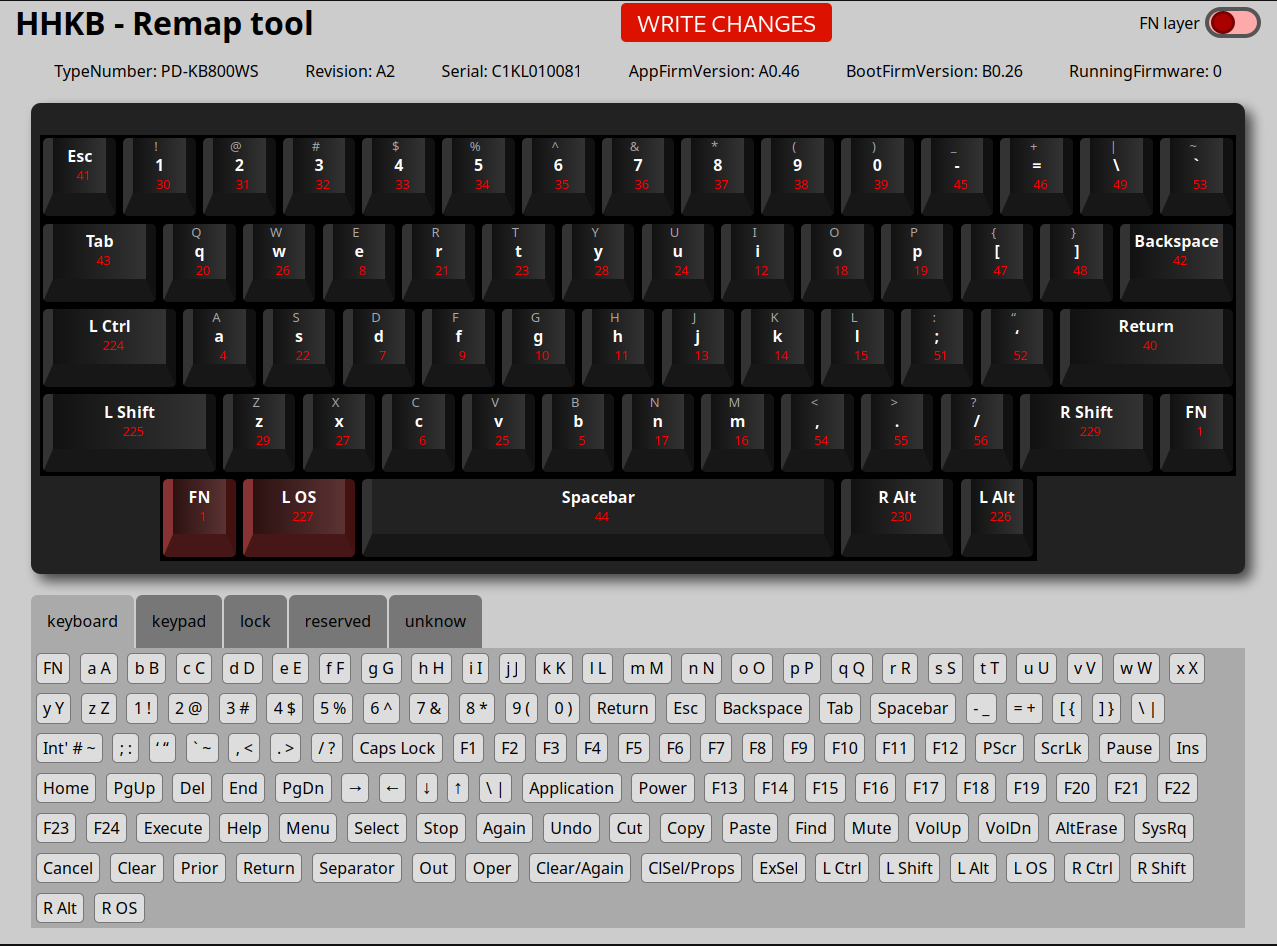 HHKB - Remap tool WRITE CHANGES FN layer
TypeNumber: PD-KB800WS Revision: A2 Serial: C1KL010081 AppFirmVersion: A0.46 BootFirmVersion: B0.26 RunningFirmware: 0
! @ # $ % ^ & * ( ) _ + | ~
Esc 1 2 3 4 5 6 7 8 9 0 - = \ `
41 30 31 32 33 34 35 36 37 38 39 45 46 49 53
Q W E R T Y U I O P { }
Tab q w e r t y u i o p [ ] Backspace
43 20 26 8 21 23 28 24 12 18 19 47 48 42
A S D F G H J K L : “
L Ctrl a s d f g h j k l ; ‘ Return
224 4 22 7 9 10 11 13 14 15 51 52 40
Z X C V B N M < > ?
L Shift z x c v b n m , . / R Shift FN
225 29 27 6 25 5 17 16 54 55 56 229 1
FN L OS Spacebar R Alt L Alt
1 227 44 230 226
keyboard keypad lock reserved unknow
FN a A b B c C d D e E f F g G h H i I j J k K l L m M n N o O p P q Q r R s S t T u U v V w W x X
y Y z Z 1 ! 2 @ 3 # 4 $ 5 % 6 ^ 7 & 8 * 9 ( 0 ) Return Esc Backspace Tab Spacebar - _ = + [ { ] } \ |
Int' # ~ ; : ‘ “ ` ~ , < . > / ? Caps Lock F1 F2 F3 F4 F5 F6 F7 F8 F9 F10 F11 F12 PScr ScrLk Pause Ins
Home PgUp Del End PgDn → ← ↓ ↑ \ | Application Power F13 F14 F15 F16 F17 F18 F19 F20 F21 F22
F23 F24 Execute Help Menu Select Stop Again Undo Cut Copy Paste Find Mute VolUp VolDn AltErase SysRq
Cancel Clear Prior Return Separator Out Oper Clear/Again ClSel/Props ExSel L Ctrl L Shift L Alt L OS R Ctrl R Shift
R Alt R OS